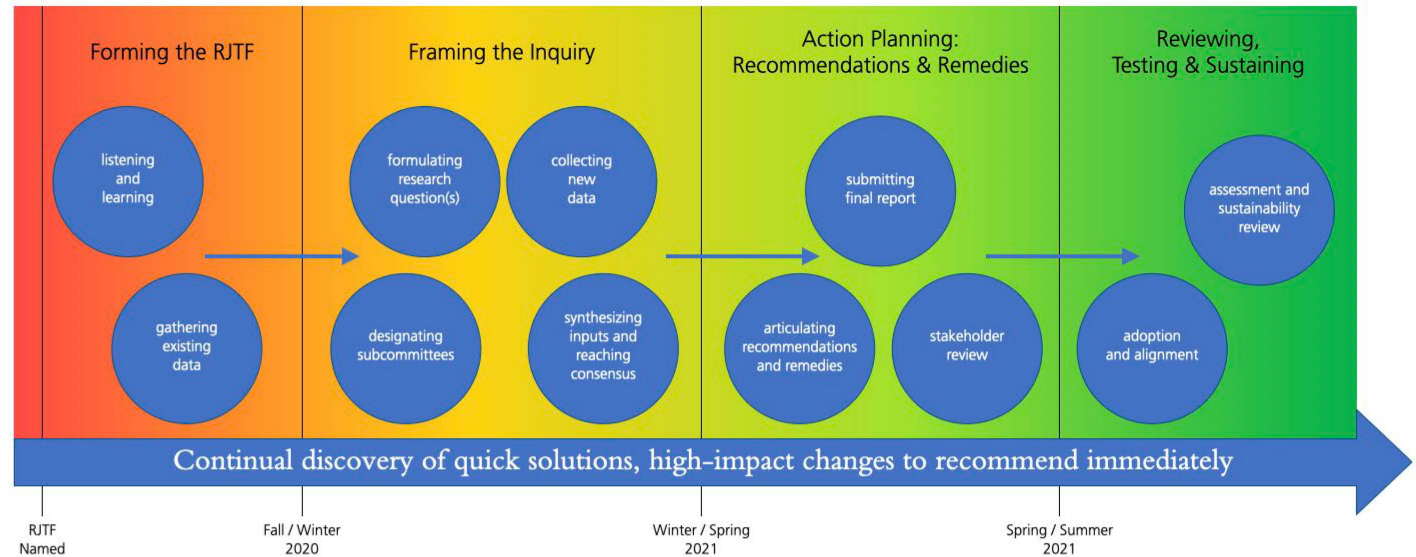 Forming the RJTF
Framing the Inquiry
Action Planning:
Recommendations & Remedies
Reviewing,
Testing & Sustaining
listening
and
learning
gathering
existing
data
formulating
research
question(s)
collecting
new
data
designating
subcommittees
synthesizing
inputs and
reaching
consensus
submitting
final report
articulating
recommendations
and remedies
stakeholder
review
assessment and
sustainability
review
adoption
and alignment
Continual discovery of quick solutions, high-impact changes to recommend immediately
RJTF
Named
Fall / Winter
2020
Winter / Spring
2021
Spring / Summer
2021